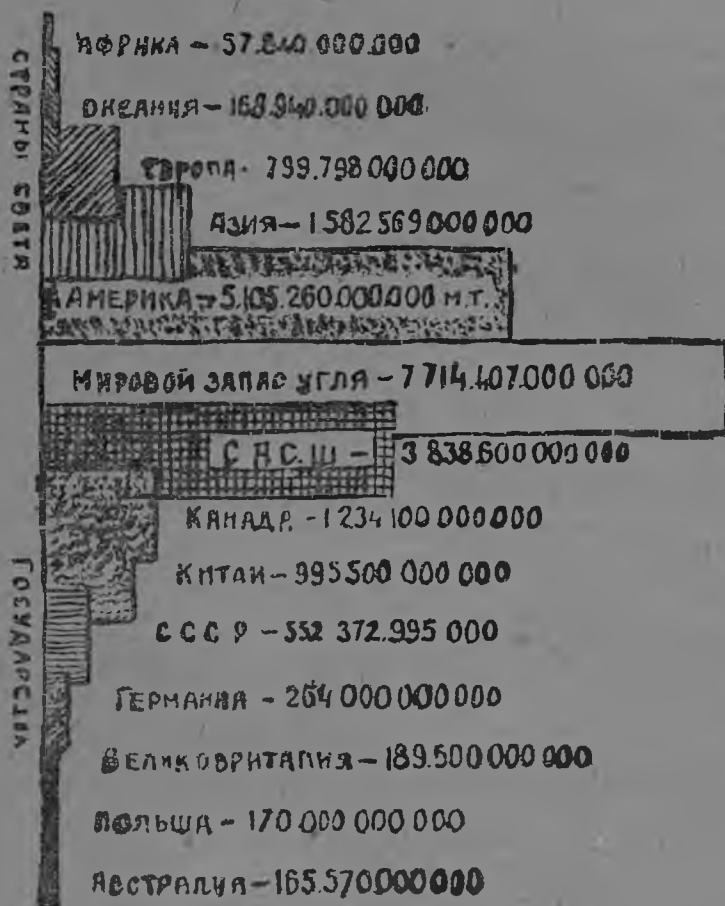 СТРАНЫ СВЕТА
АФРИКА – 57.840.000.000
ОКЕАНИЯ – 168.940.000 000
ЕВРОПА - 799.798 000 000
АЗИЯ – 1.582 569 000 000
АМЕРИКА – 5.105.260.000.000 м.т.
МИРОВОЙ ЗАПАС УГЛЯ – 7 714.407.000 000
С А С.Ш – 3 838.600 000 000
ГОСУДАРСТВА
КАНАДА - 1 234 100 000 000
КИТАЙ – 995 500 000 000
С С С Р – 552 372.995 000
ГЕРМАНИЯ - 264 000 000 000
ВЕЛИКОБРИТАНИЯ – 189.500 000 000
ПОЛЬША – 170 000 000 000
АВСТРАЛИЯ – 165.570 000 000